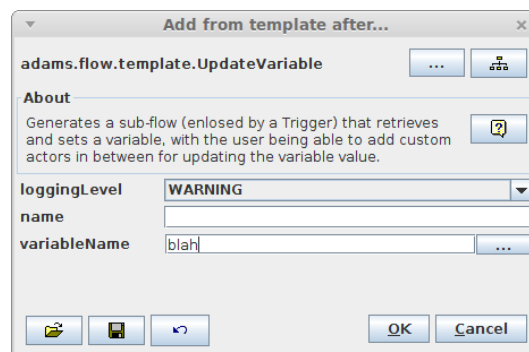 Add from template after...
adams.flow.template.UpdateVariable ...
About
Generates a sub-flow (enlosed by a Trigger) that retrieves
and sets a variable, with the user being able to add custom
actors in between for updating the variable value.
loggingLevel WARNING
name
variableName blah ...
OK Cancel